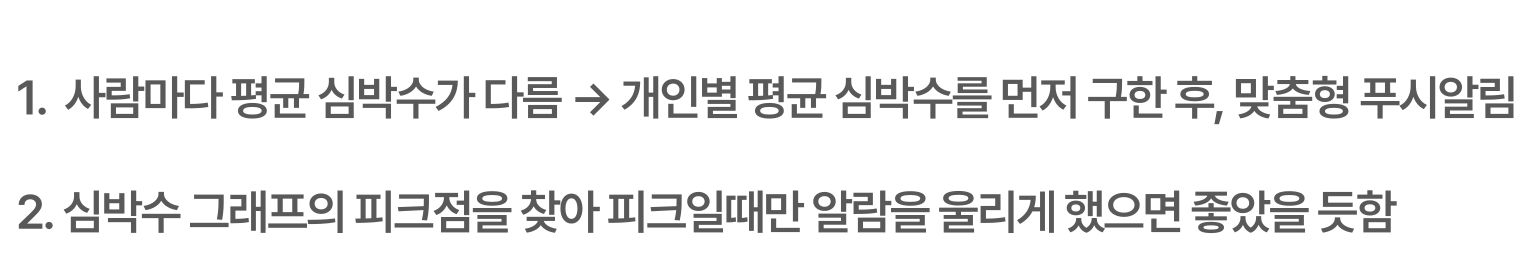 1. 사람마다 평균 심박수가 다름 → 개인별 평균 심박수를 먼저 구한 후, 맞춤형 푸시알림
2. 심박수 그래프의 피크점을 찾아 피크일때만 알람을 울리게 했으면 좋았을 듯함